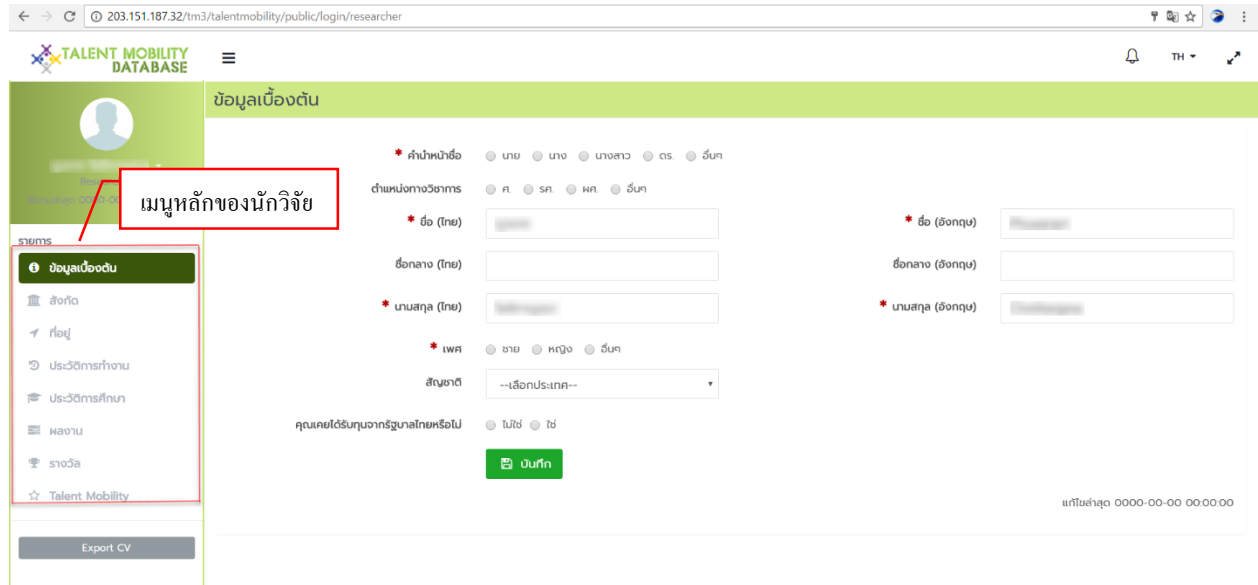 203.151.187.32/tm3/talentmobility/public/login/researcher
TALENT MOBILITY
DATABASE
TH
ข้อมูลเบื้องต้น
* คำนำหน้าชื่อ นาย นาง นางสาว ดร. อื่นๆ
ตำแหน่งทางวิชาการ ศ. รศ. ผศ. อื่นๆ
เมนูหลักของนักวิจัย
* ชื่อ (ไทย) * ชื่อ (อังกฤษ)
รายการ
ชื่อกลาง (ไทย) ชื่อกลาง (อังกฤษ)
ข้อมูลเบื้องต้น
สังกัด
* นามสกุล (ไทย) * นามสกุล (อังกฤษ)
ที่อยู่
* เพศ ชาย หญิง อื่นๆ
ประวัติการทำงาน
สัญชาติ --เลือกประเทศ--
ประวัติการศึกษา
คุณเคยได้รับทุนจากรัฐบาลไทยหรือไม่ ไม่ใช่ ใช่
ผลงาน
รางวัล
บันทึก
Talent Mobility
แก้ไขล่าสุด 0000-00-00 00:00:00
Export CV